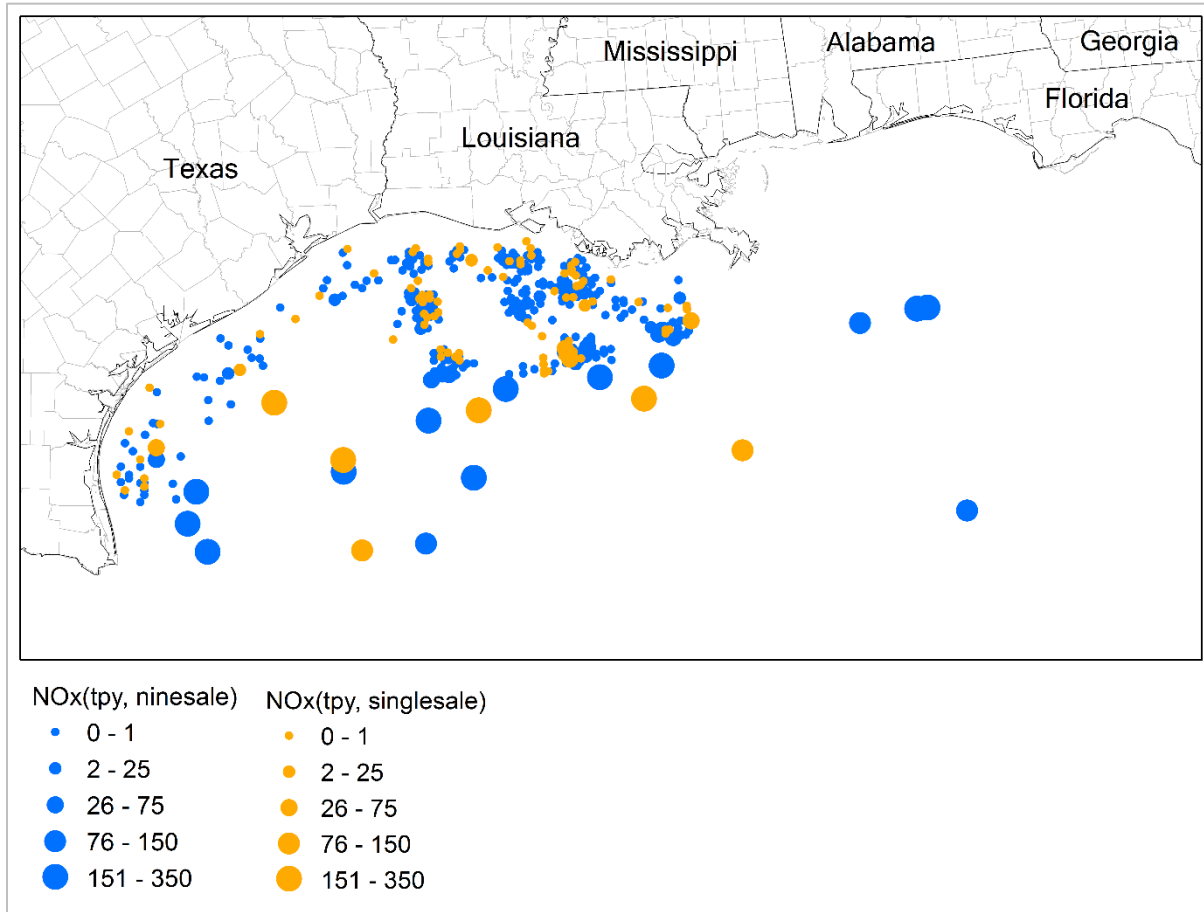 Mississippi
Alabama
Georgia
Florida
Louisiana
Texas
NOx(tpy, ninesale)
0 - 1
2 - 25
26 - 75
76 - 150
151 - 350
NOx(tpy, singlesale)
0 - 1
2 - 25
26 - 75
76 - 150
151 - 350